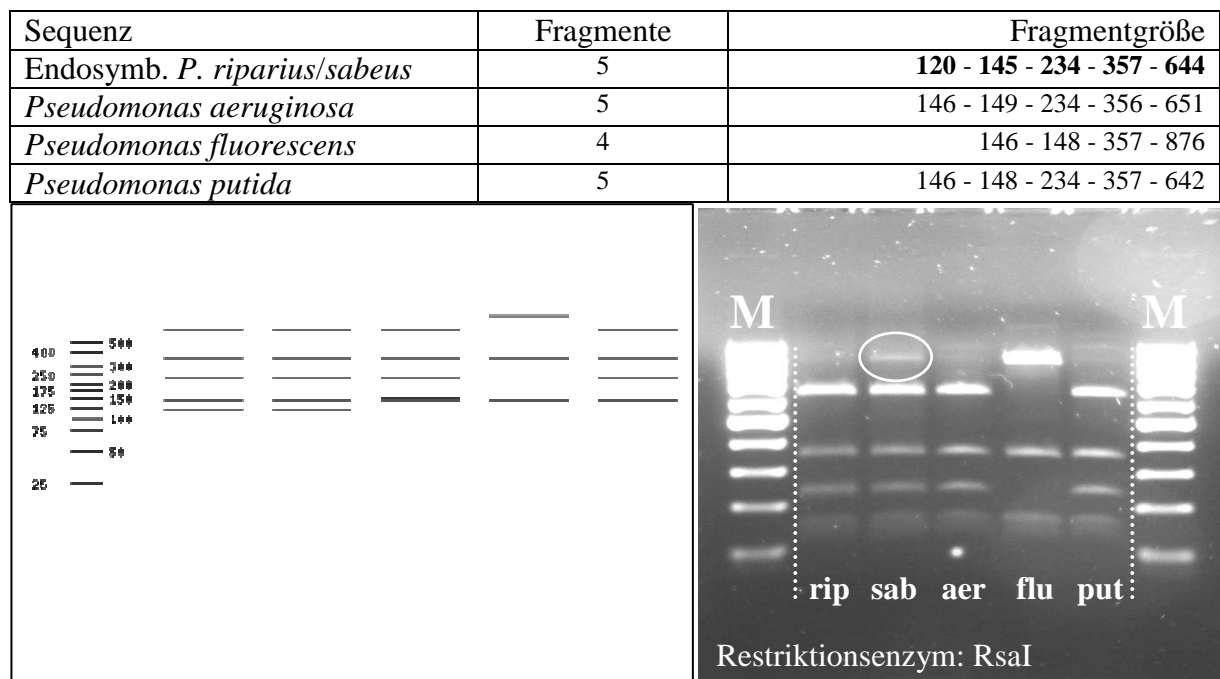 Sequenz Fragmente Fragmentgröße
Endosymb. P. riparius/sabeus 5 120 - 145 - 234 - 357 - 644
Pseudomonas aeruginosa 5 146 - 149 - 234 - 356 - 651
Pseudomonas fluorescens 4 146 - 148 - 357 - 876
Pseudomonas putida 5 146 - 148 - 234 - 357 - 642
500
400
300
250
200
175
150
125
100
75
50
25
M M
rip sab aer flu put
Restriktionsenzym: RsaI